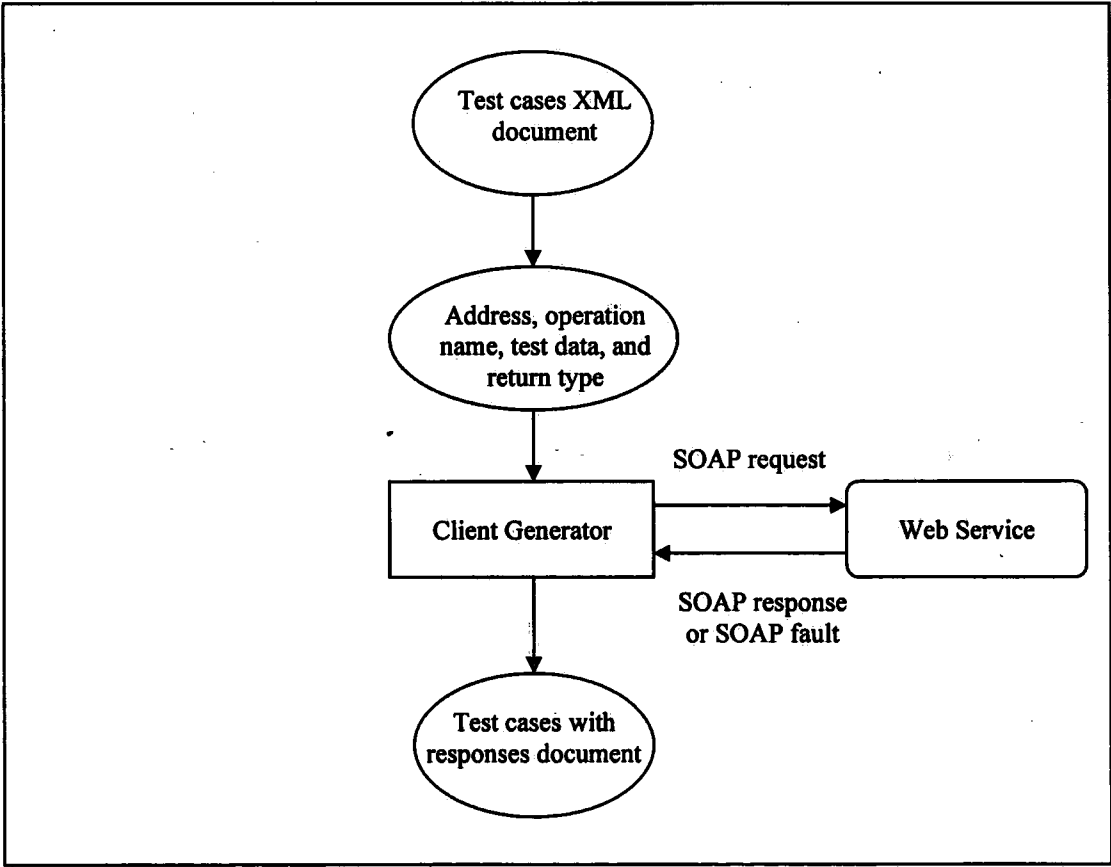 Test cases XML
document
Address, operation
name, test data, and
return type
SOAP request
Client Generator
Web Service
SOAP response
or SOAP fault
Test cases with
responses document